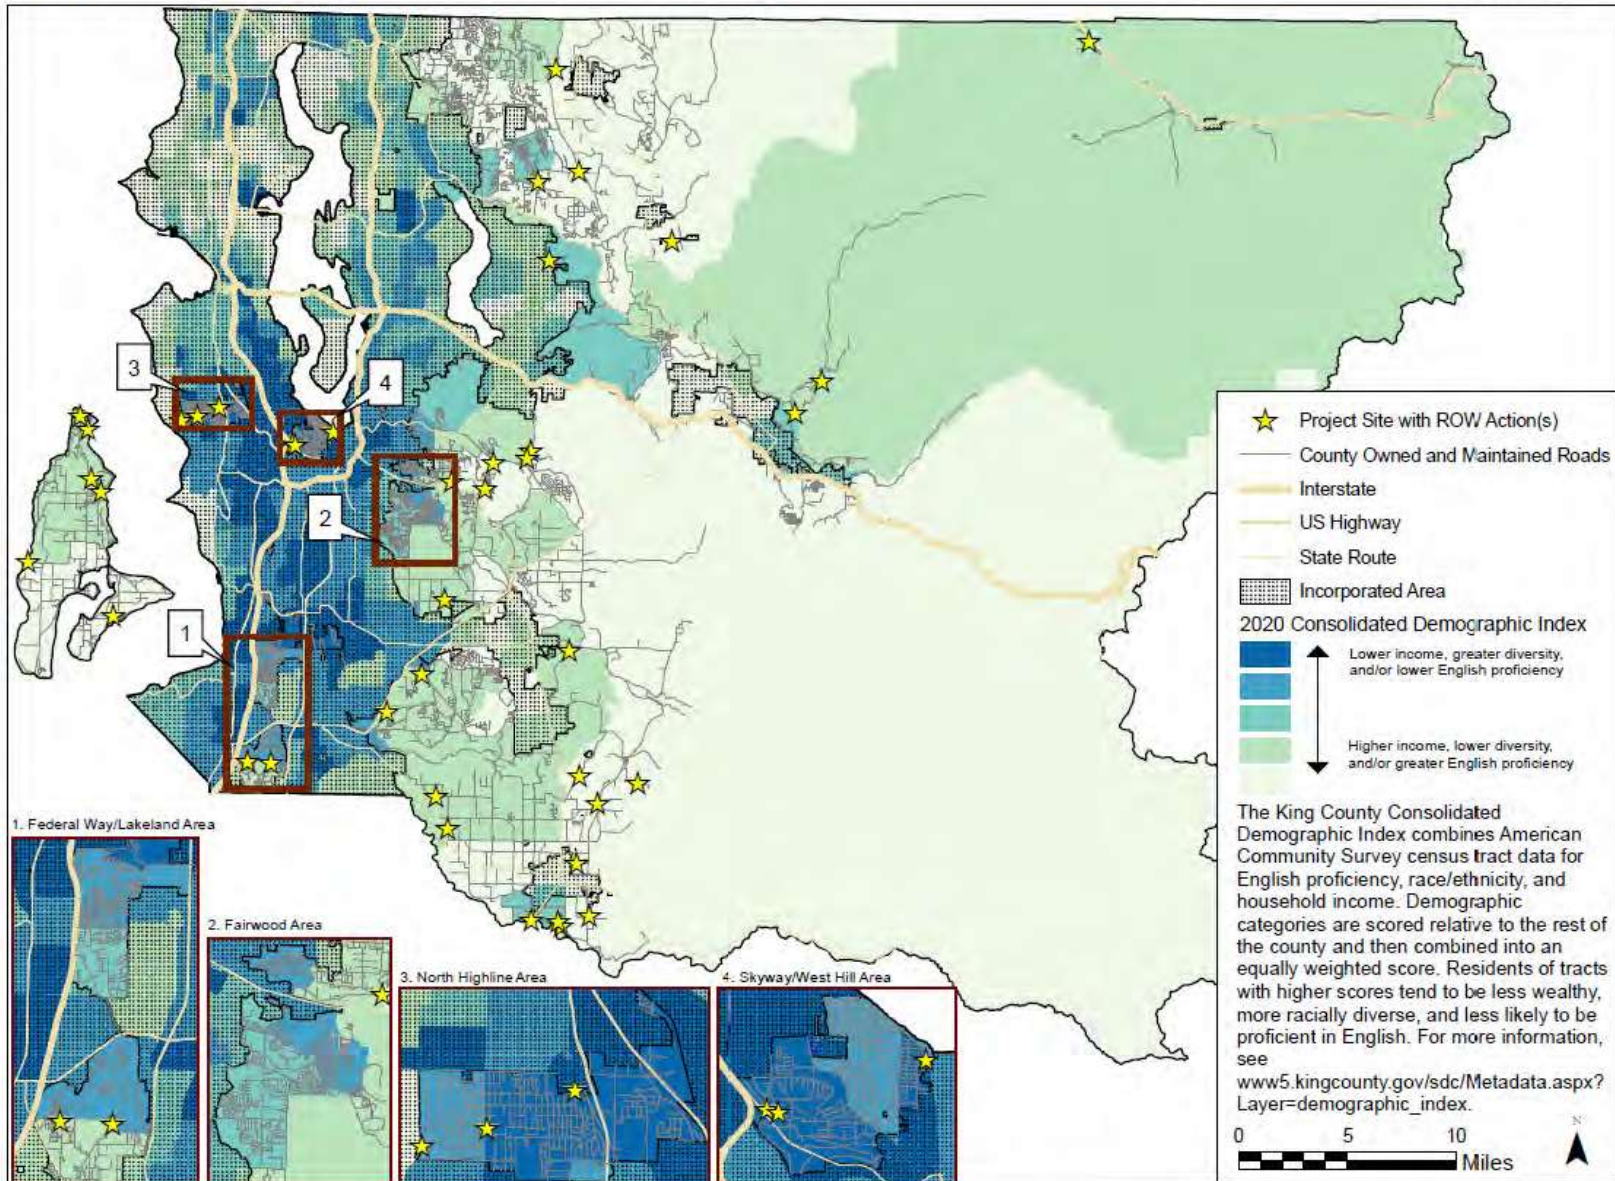 3
4
2
1
1. Federal Way/Lakeland Area
2. Fairwood Area
3. North Highline Area
4. Skyway/West Hill Area
Project Site with ROW Action(s)
County Owned and Maintained Roads
Interstate
US Highway
State Route
Incorporated Area
2020 Consolidated Demographic Index
Lower income, greater diversity,
and/or lower English proficiency
Higher income, lower diversity,
and/or greater English proficiency
The King County Consolidated
Demographic Index combines American
Community Survey census tract data for
English proficiency, race/ethnicity, and
household income. Demographic
categories are scored relative to the rest of
the county and then combined into an
equally weighted score. Residents of tracts
with higher scores tend to be less wealthy,
more racially diverse, and less likely to be
proficient in English. For more information,
see
www5.kingcounty.gov/sdc/Metadata.aspx?
Layer=demographic_index.
N
0 5 10
Miles